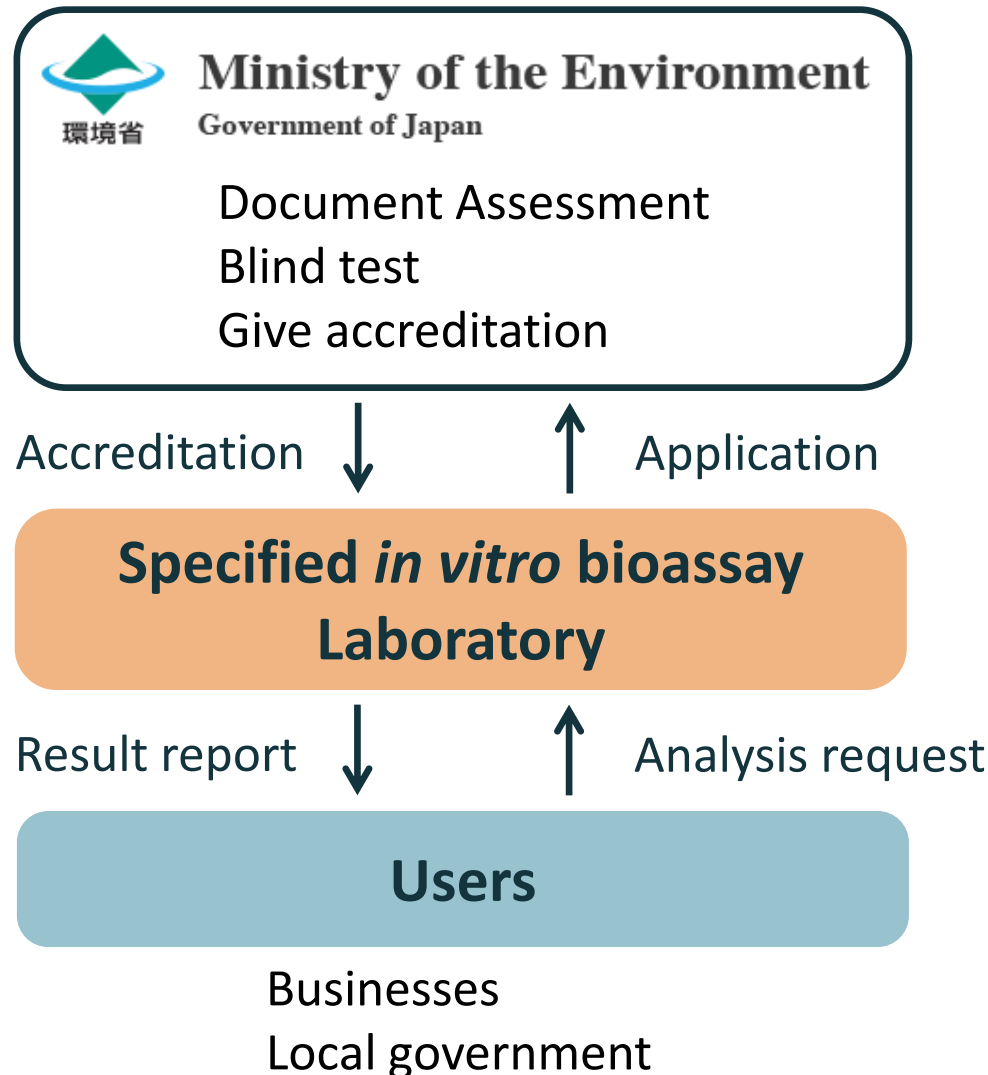 Ministry of the Environment
環境省
Government of Japan
Document Assessment
Blind test
Give accreditation
Accreditation
Application
Specified in vitro bioassay
Laboratory
Result report
Analysis request
Users
Businesses
Local government